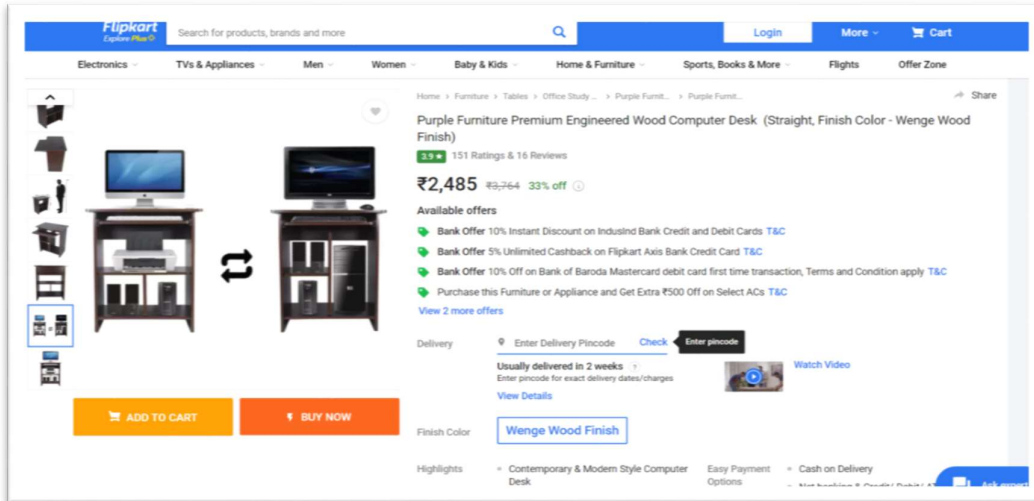 Flipkart
Explore Plus
Search for products, brands and more
Login
More
Cart
Electronics
TVs & Appliances
Men
Women
Baby & Kids
Home & Furniture
Sports, Books & More
Flights
Offer Zone
Home > Furniture > Tables > Office Study ... > Purple Furnit... > Purple Furnit...
Share
Purple Furniture Premium Engineered Wood Computer Desk (Straight, Finish Color - Wenge Wood
Finish)
3.9 ★ 151 Ratings & 16 Reviews
₹2,485 ₹3,764 33% off
Available offers
Bank Offer 10% Instant Discount on IndusInd Bank Credit and Debit Cards T&C
Bank Offer 5% Unlimited Cashback on Flipkart Axis Bank Credit Card T&C
Bank Offer 10% Off on Bank of Baroda Mastercard debit card first time transaction, Terms and Condition apply T&C
Purchase this Furniture or Appliance and Get Extra ₹500 Off on Select ACs T&C
View 2 more offers
Delivery
Enter Delivery Pincode
Check
Enter pincode
Usually delivered in 2 weeks ?
Enter pincode for exact delivery dates/charges
View Details
Watch Video
ADD TO CART
BUY NOW
Finish Color
Wenge Wood Finish
Highlights
Contemporary & Modern Style Computer
Desk
Easy Payment
Options
Cash on Delivery
Net banking & Credit/ Debit/
Ask expert